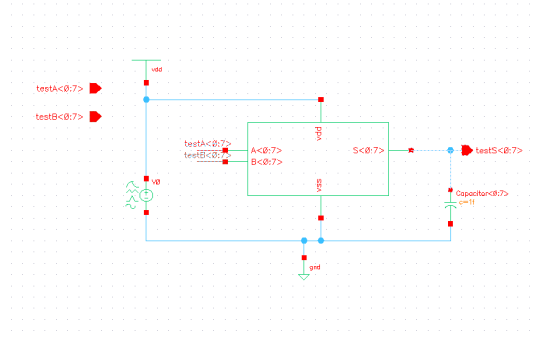 vdd
testA<0:7>
testB<0:7>
vdd
testA<0:7>
testB<0:7>
A<0:7>
S<0:7>
testS<0:7>
B<0:7>
V0
vss
Capacitor<0:7>
c=1f
gnd